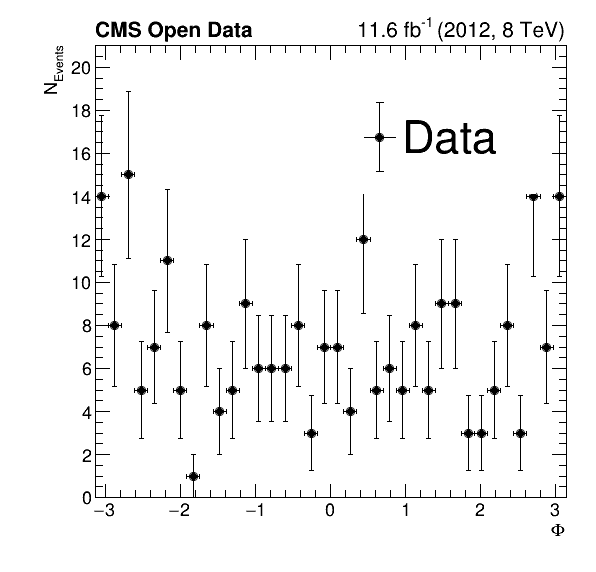 CMS Open Data 11.6 fb⁻¹ (2012, 8 TeV)
N_Events
20
18
Data
16
14
12
10
8
6
4
2
0
−3 −2 −1 0 1 2 3
Φ